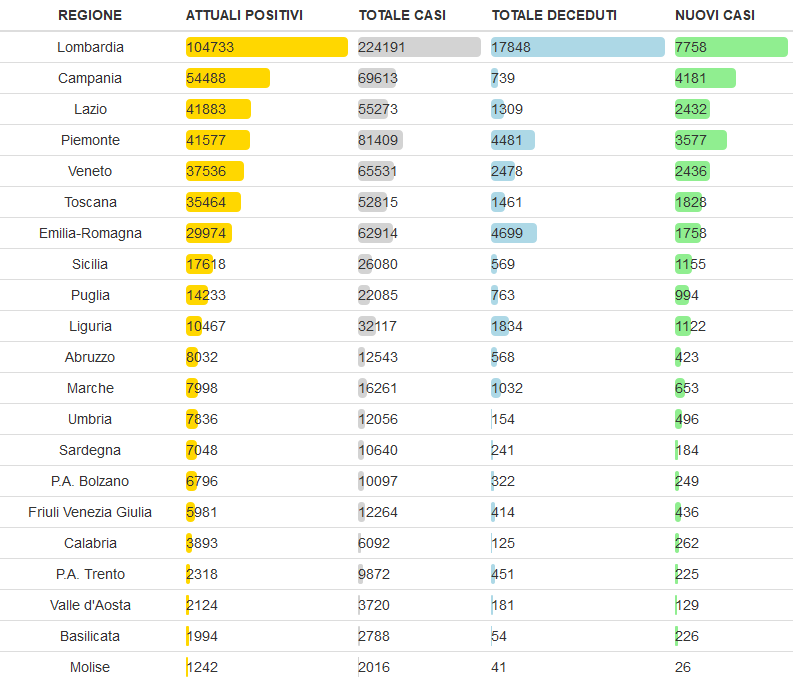 REGIONE ATTUALI POSITIVI TOTALE CASI TOTALE DECEDUTI NUOVI CASI
Lombardia 104733 224191 17848 7758
Campania 54488 69613 739 4181
Lazio 41883 55273 1309 2432
Piemonte 41577 81409 4481 3577
Veneto 37536 65531 2478 2436
Toscana 35464 52815 1461 1828
Emilia-Romagna 29974 62914 4699 1758
Sicilia 17618 26080 569 1155
Puglia 14233 22085 763 994
Liguria 10467 32117 1834 1122
Abruzzo 8032 12543 568 423
Marche 7998 16261 1032 653
Umbria 7836 12056 154 496
Sardegna 7048 10640 241 184
P.A. Bolzano 6796 10097 322 249
Friuli Venezia Giulia 5981 12264 414 436
Calabria 3893 6092 125 262
P.A. Trento 2318 9872 451 225
Valle d'Aosta 2124 3720 181 129
Basilicata 1994 2788 54 226
Molise 1242 2016 41 26